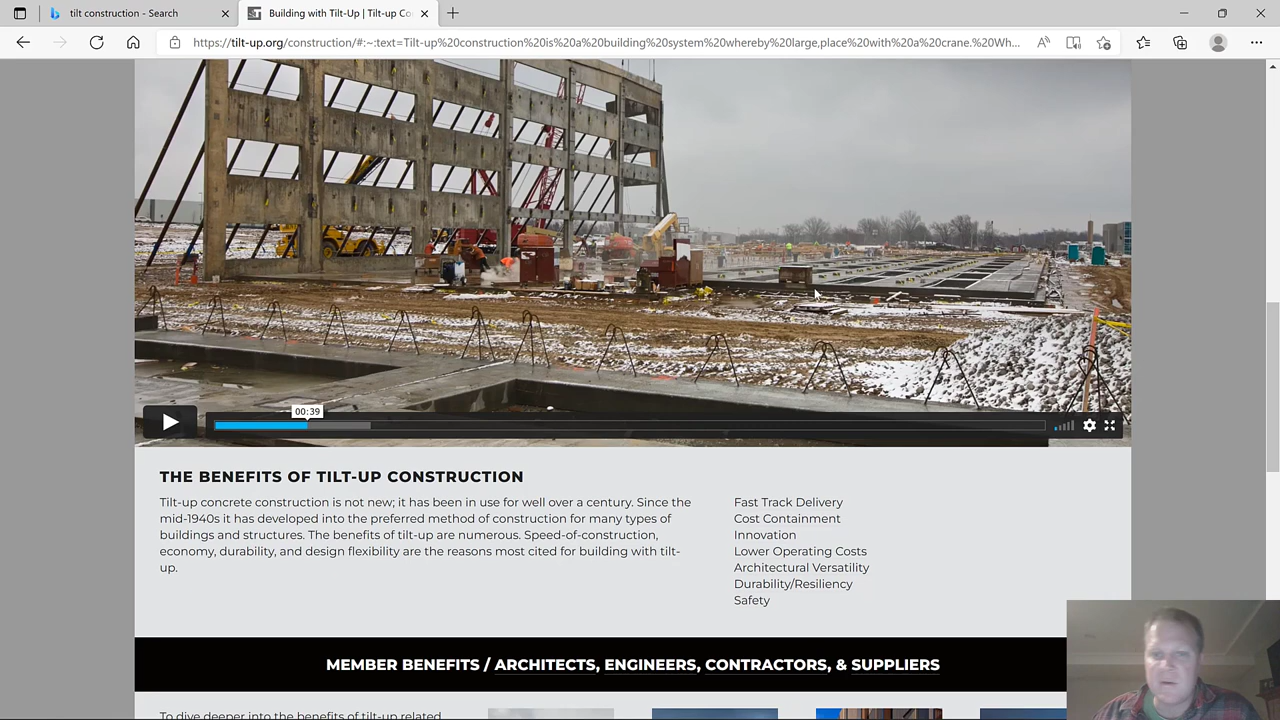 tilt construction - Search
Building with Tilt-Up | Tilt-up Co
https://tilt-up.org/construction/#:~:text=Tilt-up%20construction%20is%20a%20building%20system%20whereby%20large,place%20with%20a%20crane.%20Wh...
00:39
THE BENEFITS OF TILT-UP CONSTRUCTION
Tilt-up concrete construction is not new; it has been in use for well over a century. Since the
mid-1940s it has developed into the preferred method of construction for many types of
buildings and structures. The benefits of tilt-up are numerous. Speed-of-construction,
economy, durability, and design flexibility are the reasons most cited for building with tilt-
up.
Fast Track Delivery
Cost Containment
Innovation
Lower Operating Costs
Architectural Versatility
Durability/Resiliency
Safety
MEMBER BENEFITS / ARCHITECTS, ENGINEERS, CONTRACTORS, & SUPPLIERS
To dive deeper into the benefits of tilt-up related